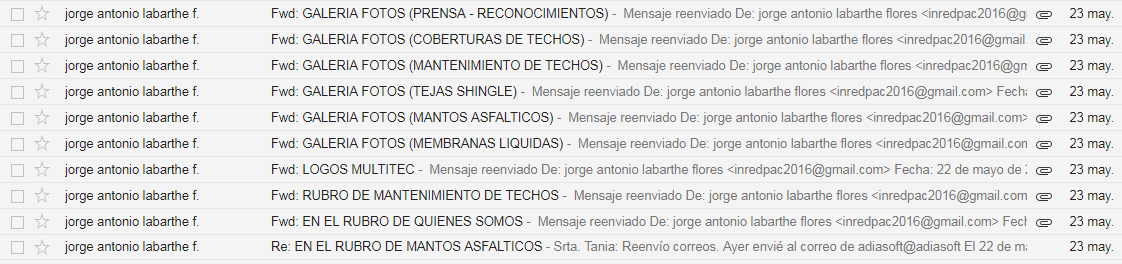 jorge antonio labarthe f. Fwd: GALERIA FOTOS (PRENSA - RECONOCIMIENTOS) - Mensaje reenviado De: jorge antonio labarthe flores <inredpac2016@g 23 may.
jorge antonio labarthe f. Fwd: GALERIA FOTOS (COBERTURAS DE TECHOS) - Mensaje reenviado De: jorge antonio labarthe flores <inredpac2016@gmail. 23 may.
jorge antonio labarthe f. Fwd: GALERIA FOTOS (MANTENIMIENTO DE TECHOS) - Mensaje reenviado De: jorge antonio labarthe flores <inredpac2016@gm 23 may.
jorge antonio labarthe f. Fwd: GALERIA FOTOS (TEJAS SHINGLE) - Mensaje reenviado De: jorge antonio labarthe flores <inredpac2016@gmail.com> Fecha 23 may.
jorge antonio labarthe f. Fwd: GALERIA FOTOS (MANTOS ASFALTICOS) - Mensaje reenviado De: jorge antonio labarthe flores <inredpac2016@gmail.com> 23 may.
jorge antonio labarthe f. Fwd: GALERIA FOTOS (MEMBRANAS LIQUIDAS) - Mensaje reenviado De: jorge antonio labarthe flores <inredpac2016@gmail.com 23 may.
jorge antonio labarthe f. Fwd: LOGOS MULTITEC - Mensaje reenviado De: jorge antonio labarthe flores <inredpac2016@gmail.com> Fecha: 22 de mayo de 2 23 may.
jorge antonio labarthe f. Fwd: RUBRO DE MANTENIMIENTO DE TECHOS - Mensaje reenviado De: jorge antonio labarthe flores <inredpac2016@gmail.com> 23 may.
jorge antonio labarthe f. Fwd: EN EL RUBRO DE QUIENES SOMOS - Mensaje reenviado De: jorge antonio labarthe flores <inredpac2016@gmail.com> Fech 23 may.
jorge antonio labarthe f. Re: EN EL RUBRO DE MANTOS ASFALTICOS - Srta. Tania: Reenvío correos. Ayer envié al correo de adiasoft@adiasoft El 22 de ma 23 may.